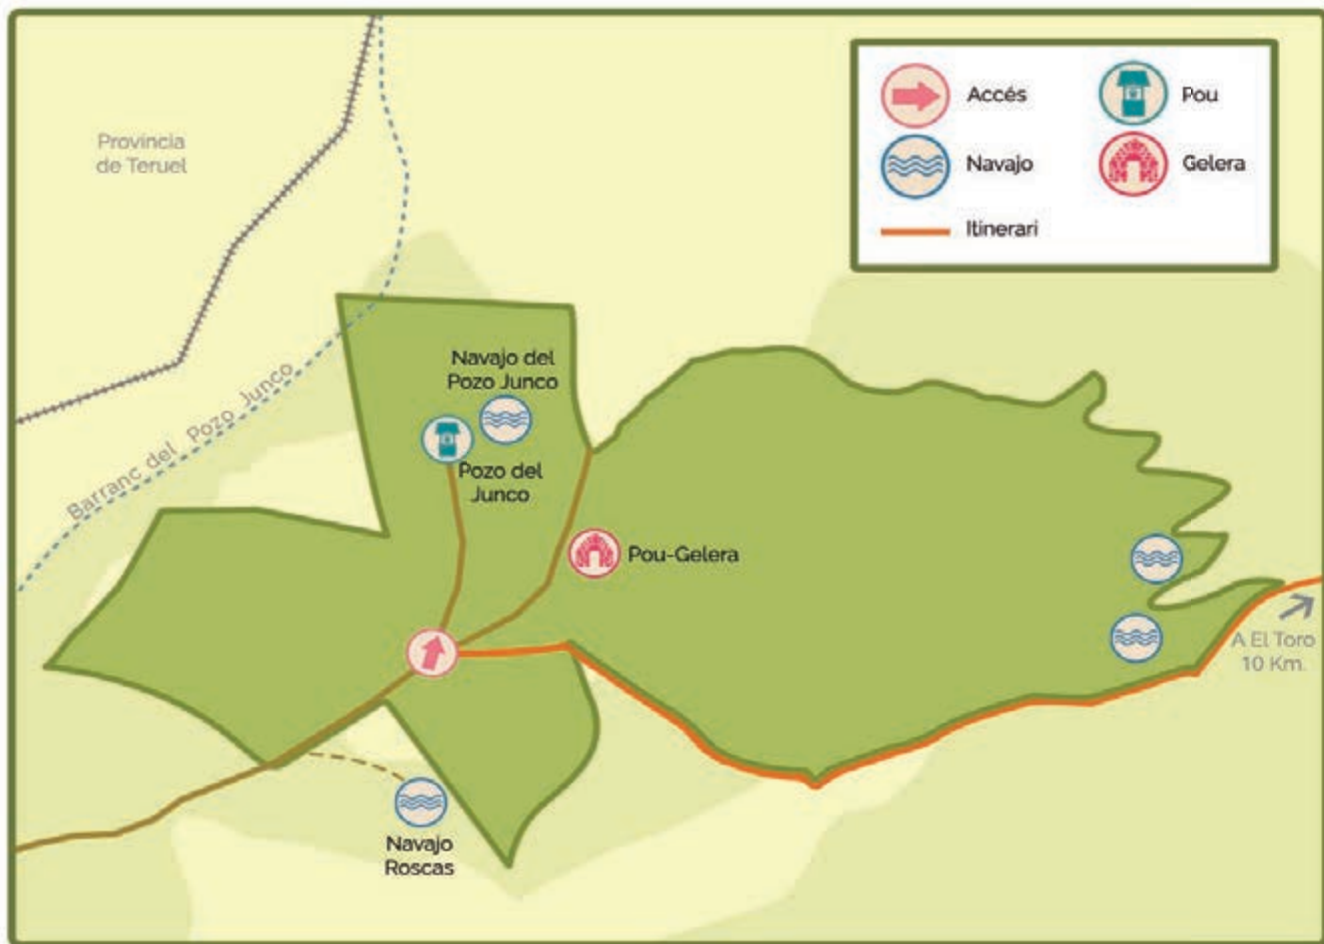 Accés
Pou
Navajo
Gelera
Itinerari
Provincia
de Teruel
Barranc del Pozo Junco
Navajo del
Pozo Junco
Pozo del
Junco
Pou-Gelera
A El Toro
10 Km.
Navajo
Roscas